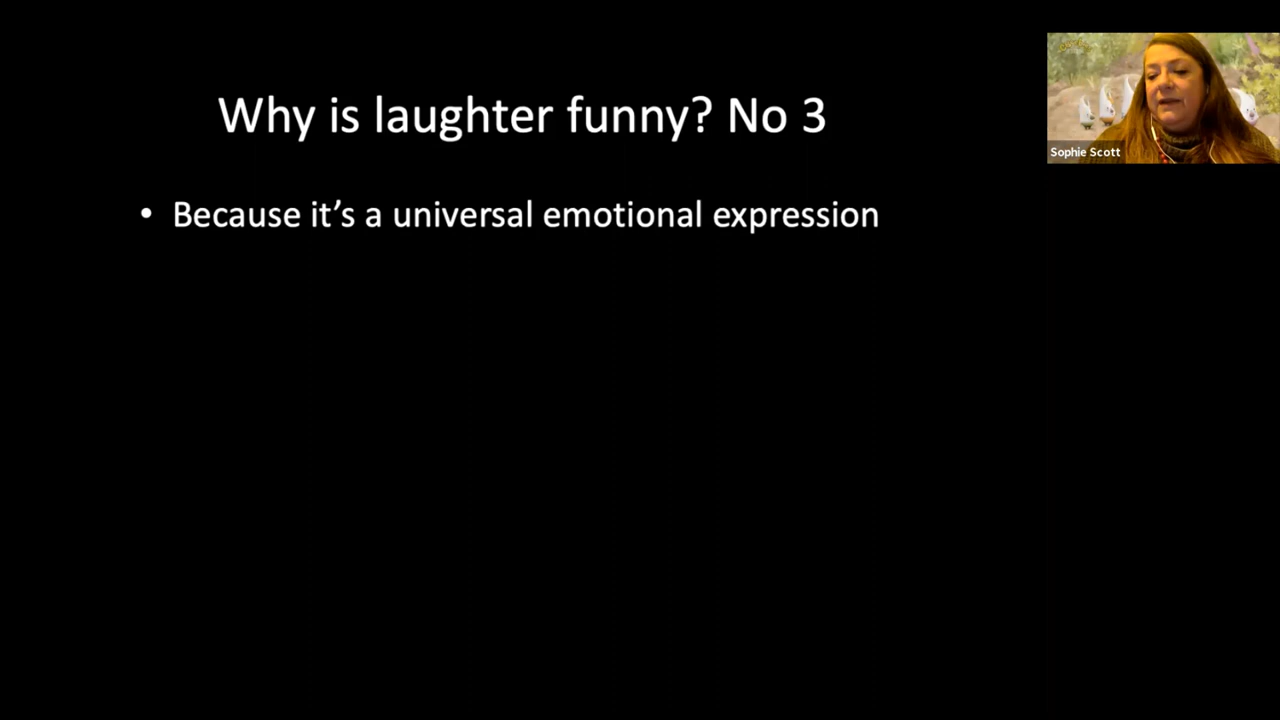 Why is laughter funny? No 3
• Because it’s a universal emotional expression
Sophie Scott